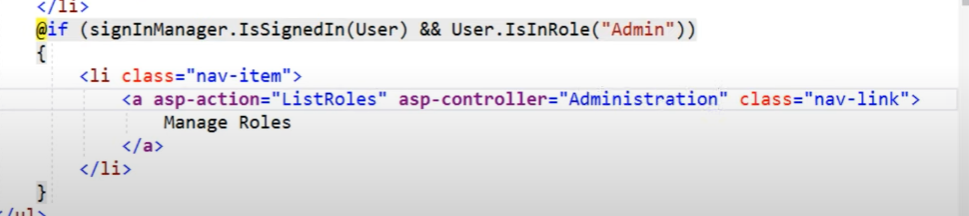 </li>
@if (signInManager.IsSignedIn(User) && User.IsInRole("Admin"))
{
<li class="nav-item">
<a asp-action="ListRoles" asp-controller="Administration" class="nav-link">
Manage Roles
</a>
</li>
}
</ul>